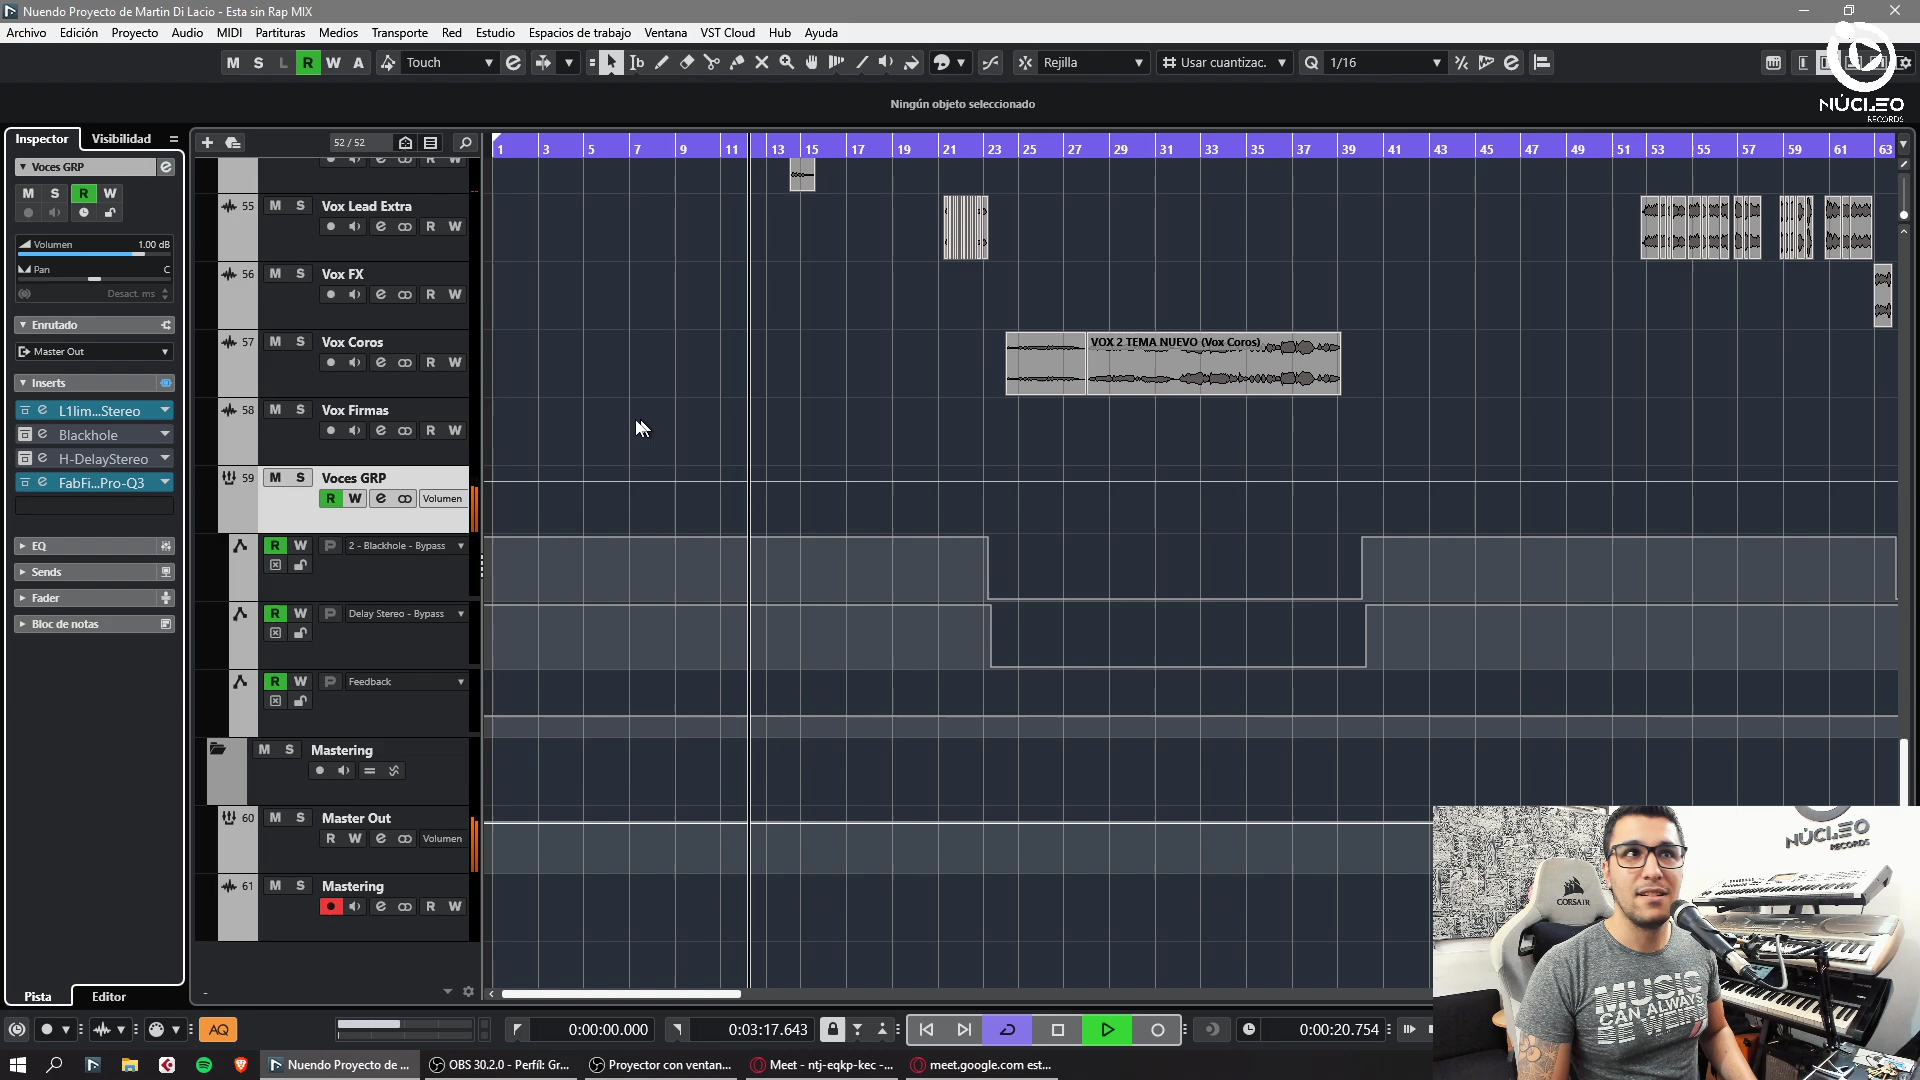 Nuendo Proyecto de Martin Di Lacio - Esta sin Rap MIX
Archivo Edición Proyecto Audio MIDI Partituras Medios Transporte Red Estudio Espacios de trabajo Ventana VST Cloud Hub Ayuda
M S L R W A Touch Rejilla Usar cuantizac. Q 1/16
NÚCLEO
RECORDS
Ningún objeto seleccionado
Inspector Visibilidad
52 / 52
1 3 5 7 9 11 13 15 17 19 21 23 25 27 29 31 33 35 37 39 41 43 45 47 49 51 53 55 57 59 61 63
Voces GRP
M S R W
Volumen 1.00 dB
Pan C
Desact. ms
Enrutado
Master Out
Inserts
L1lim...Stereo
Blackhole
H-DelayStereo
FabFi...Pro-Q3
EQ
Sends
Fader
Bloc de notas
R W
55 M S Vox Lead Extra
R W
56 M S Vox FX
R W
57 M S Vox Coros
R W
VOX 2 TEMA NUEVO (Vox Coros)
58 M S Vox Firmas
R W
59 M S Voces GRP
R W Volumen
R W P 2 - Blackhole - Bypass
R W P Delay Stereo - Bypass
R W P Feedback
M S Mastering
60 M S Master Out
R W Volumen
61 M S Mastering
R W
NÚCLEO
RECORDS
CORSAIR
MUSIC
CAN ALWAYS
BE WEIRD
Pista Editor
AQ 0:00:00.000 0:03:17.643 0:00:20.754
Nuendo Proyecto de ... OBS 30.2.0 - Perfil: Gr... Proyector con ventan... Meet - ntj-eqkp-kec -... meet.google.com est...